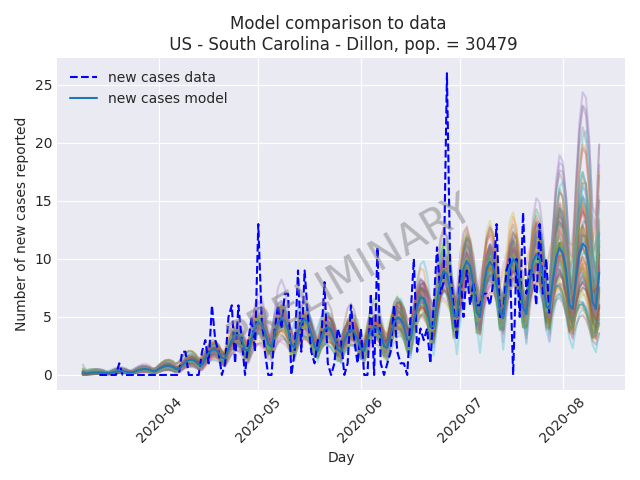 Model comparison to data
US - South Carolina - Dillon, pop. = 30479
new cases data
new cases model
PRELIMINARY
Number of new cases reported
25
20
15
10
5
0
2020-04
2020-05
2020-06
2020-07
2020-08
Day